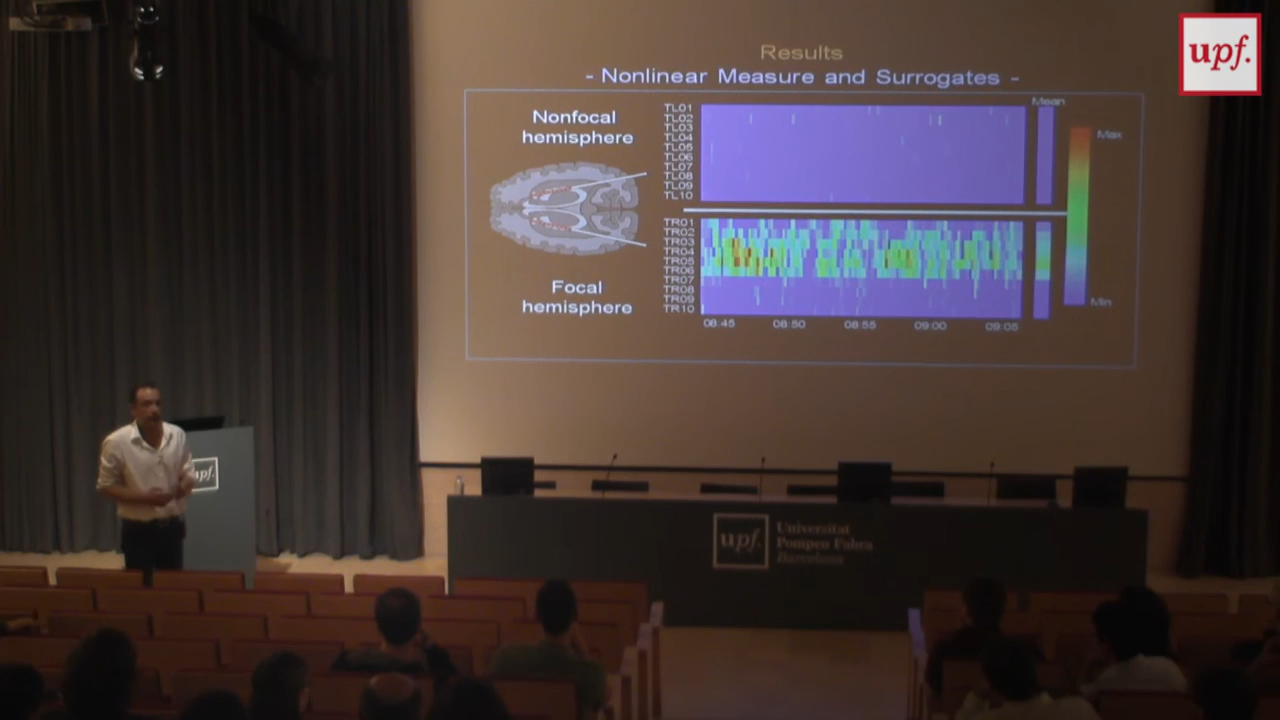 upf.
Results
- Nonlinear Measure and Surrogates -
Nonfocal
hemisphere
Focal
hemisphere
TL01
TL02
TL03
TL04
TL05
TL06
TL07
TL08
TL09
TL10
TR01
TR02
TR03
TR04
TR05
TR06
TR07
TR08
TR09
TR10
08:45 08:50 08:55 09:00 09:05
Mean
Max
Min
upf.
upf.
Universitat
Pompeu Fabra
Barcelona